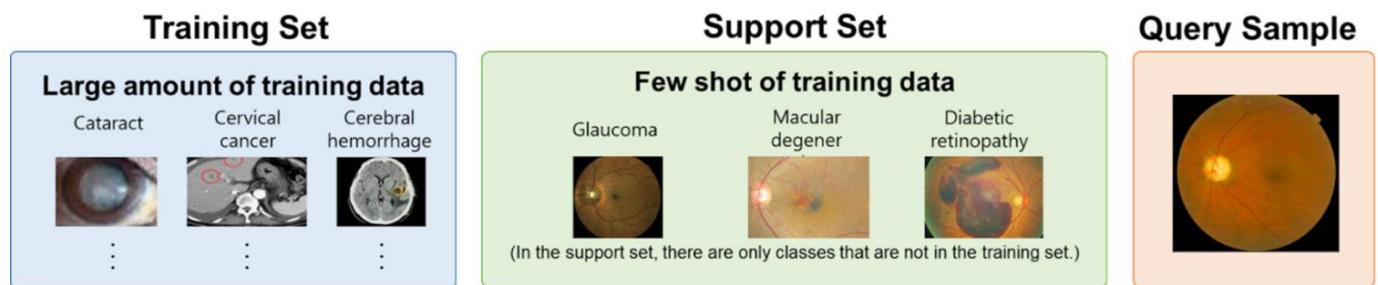 Training Set
Large amount of training data
Cataract
Cervical
cancer
Cerebral
hemorrhage
Support Set
Few shot of training data
Glaucoma
Macular
degener
Diabetic
retinopathy
(In the support set, there are only classes that are not in the training set.)
Query Sample